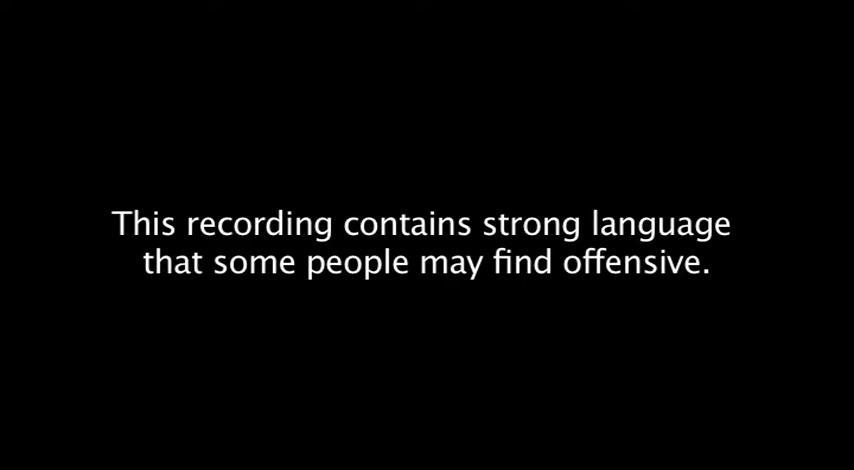 This recording contains strong language
that some people may find offensive.